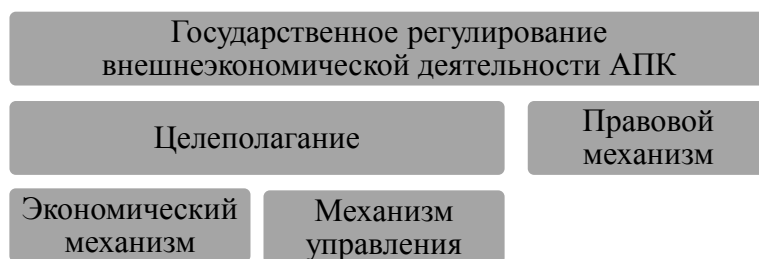 Государственное регулирование
внешнеэкономической деятельности АПК
Целеполагание
Правовой
механизм
Экономический
механизм
Механизм
управления